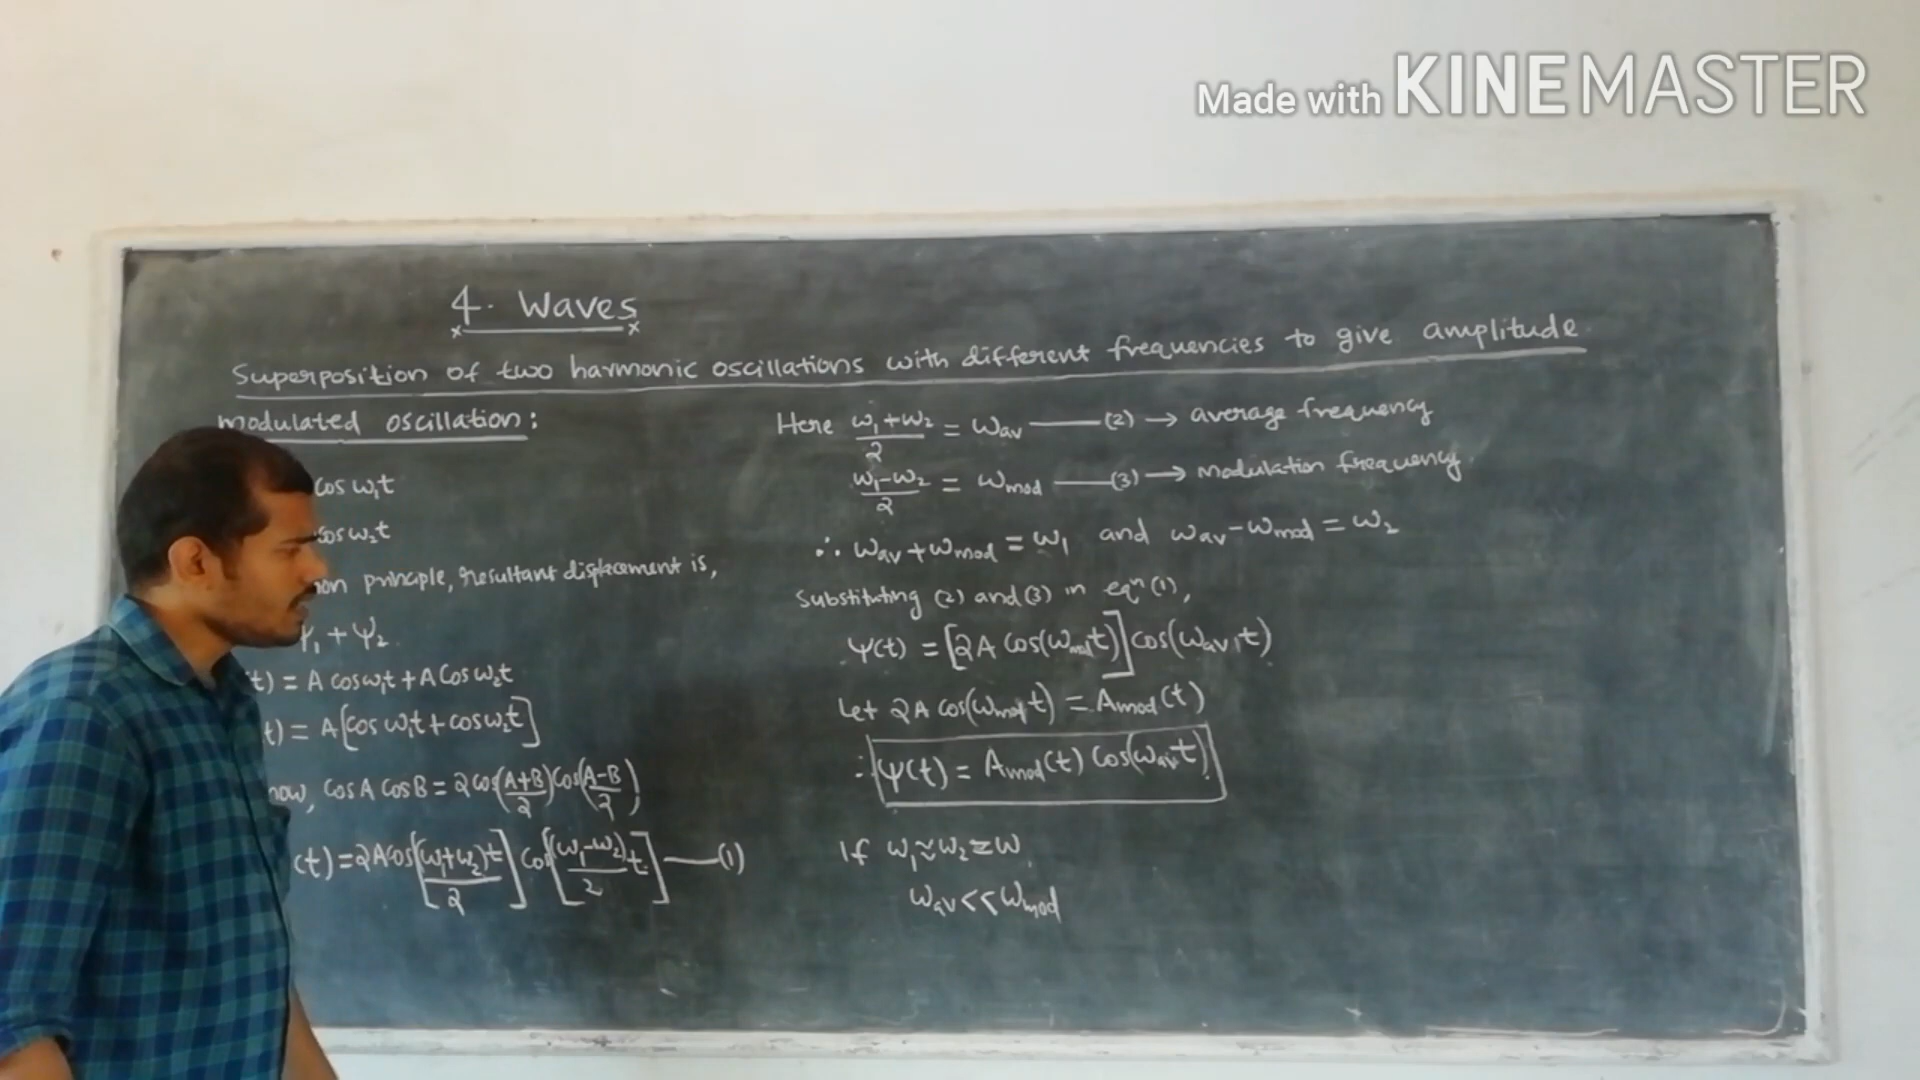 Made with KINEMASTER
4. Waves
Superposition of two harmonic oscillations with different frequencies to give amplitude
modulated oscillation:
cos ω₁t
cos ω₂t
principle, resultant displacement is,
ψ₁ + ψ₂
t) = A cos ω₁t + A Cos ω₂t
t) = A[cos ω₁t + cos ω₂t]
now, cos A cos B = 2 cos((A+B)/2) cos((A-B)/2)
(t) = 2A cos[(ω₁+ω₂)t/2] Cos[(ω₁-ω₂)/2 t] —— (1)
Here (ω₁+ω₂)/2 = ωav —— (2) → average frequency
(ω₁-ω₂)/2 = ωmod —— (3) → modulation frequency.
∴ ωav + ωmod = ω₁ and ωav - ωmod = ω₂
Substituting (2) and (3) in eqⁿ (1),
ψ(t) = [2A Cos(ωmod t)] cos(ωav t)
Let 2A cos(ωmod t) = Amod(t)
∴ ψ(t) = Amod(t) Cos(ωav t)
If ω₁ ≈ ω₂ ≈ ω
ωav << ωmod